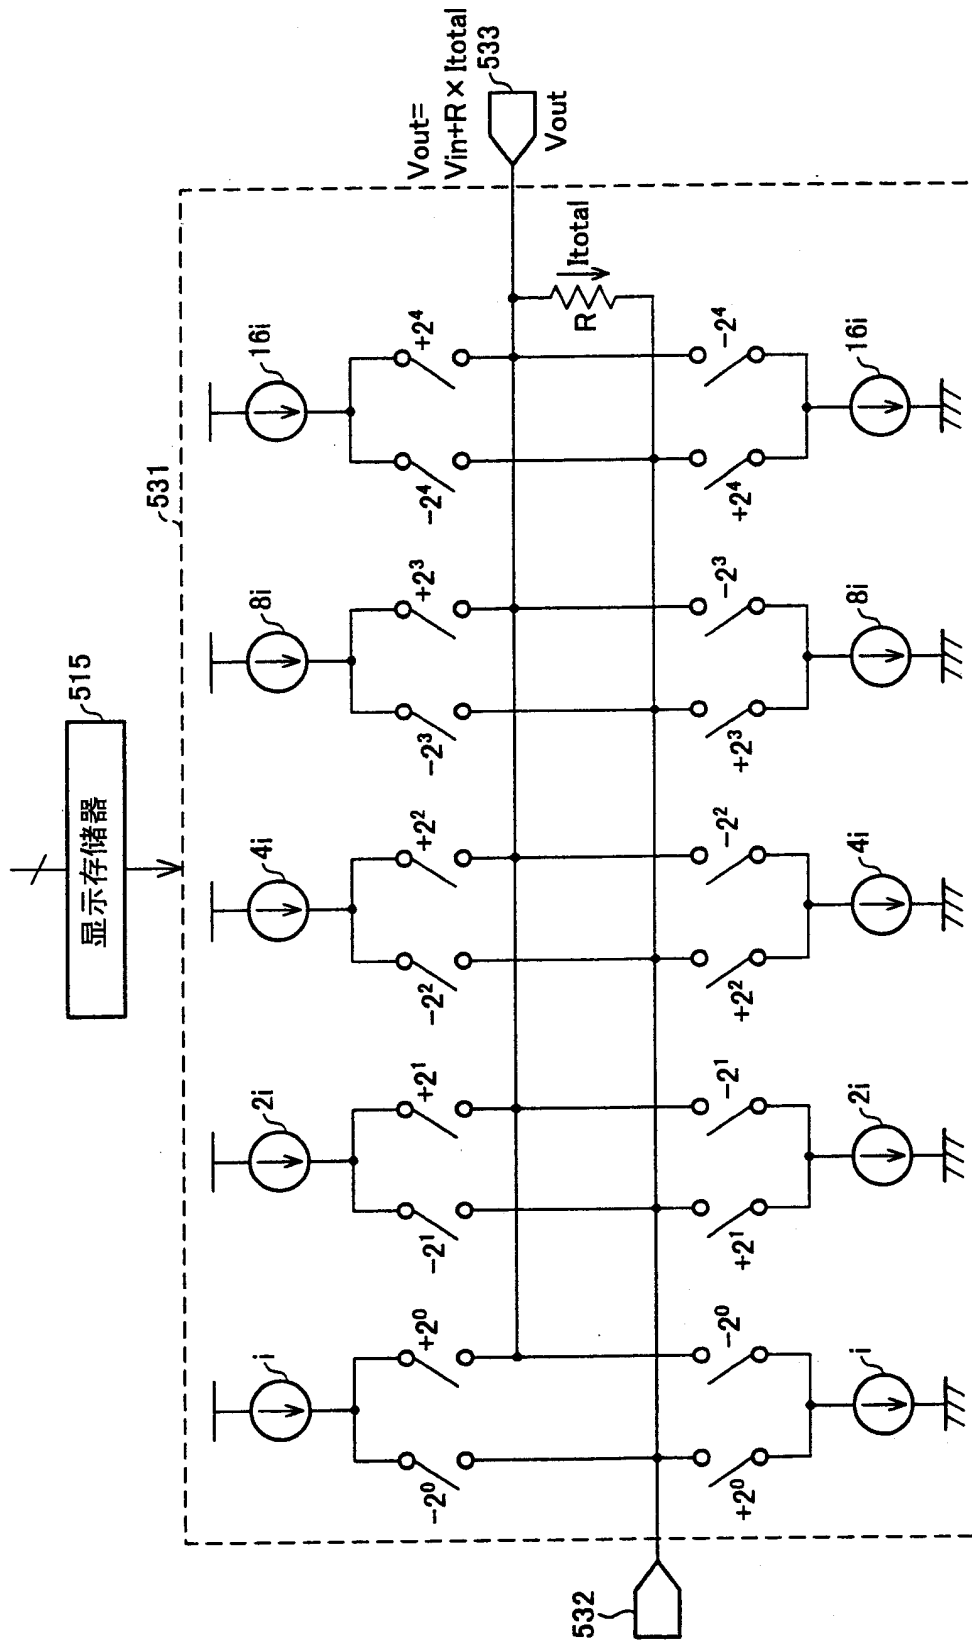 显示存储器
515
531
i
2i
4i
8i
16i
−2⁰
+2⁰
−2¹
+2¹
−2²
+2²
−2³
+2³
−2⁴
+2⁴
Vout=
Vin+R×Itotal
533
Vout
R
Itotal
532
+2⁰
−2⁰
+2¹
−2¹
+2²
−2²
+2³
−2³
+2⁴
−2⁴
i
2i
4i
8i
16i